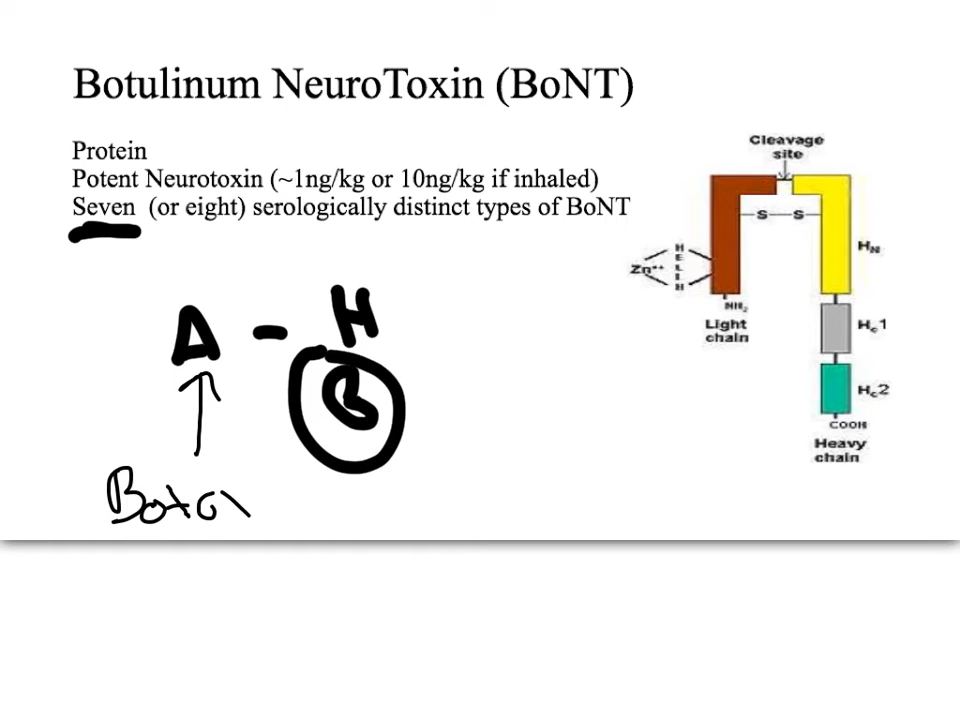 Botulinum NeuroToxin (BoNT)
Protein
Potent Neurotoxin (~1ng/kg or 10ng/kg if inhaled)
Seven (or eight) serologically distinct types of BoNT
A - H
B
Botox
Cleavage
site
S S
HN
Zn++
H
E
L
I
H
NH2
Light
chain
Hc1
Hc2
COOH
Heavy
chain